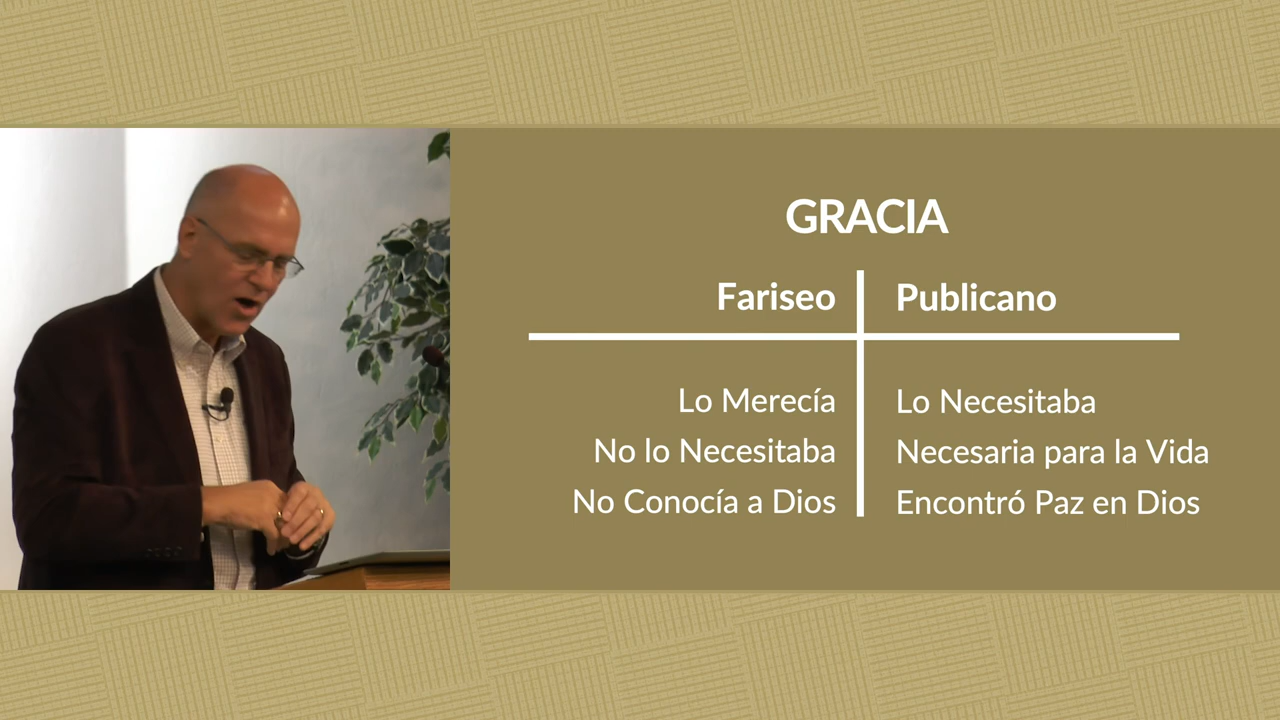 GRACIA
Fariseo Publicano
Lo Merecía Lo Necesitaba
No lo Necesitaba Necesaria para la Vida
No Conocía a Dios Encontró Paz en Dios